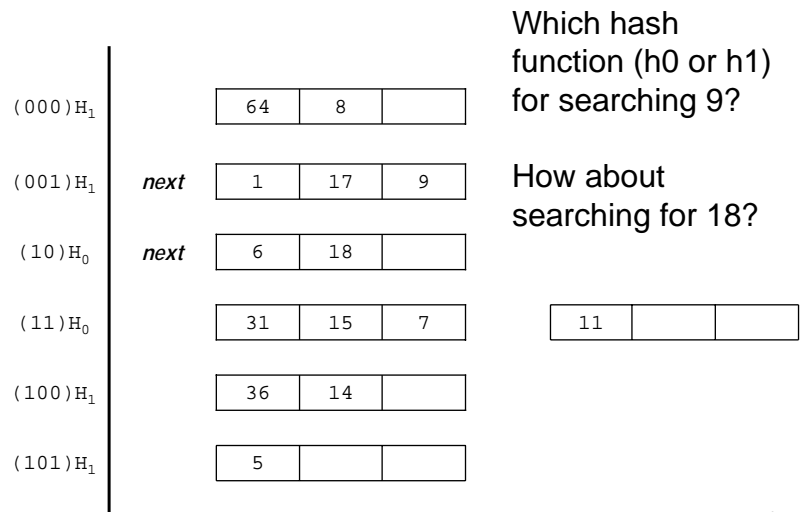 Which hash
function (h0 or h1)
for searching 9?
(000)H₁ 64 8
(001)H₁ next 1 17 9
How about
searching for 18?
(10)H₀ next 6 18
(11)H₀ 31 15 7 11
(100)H₁ 36 14
(101)H₁ 5